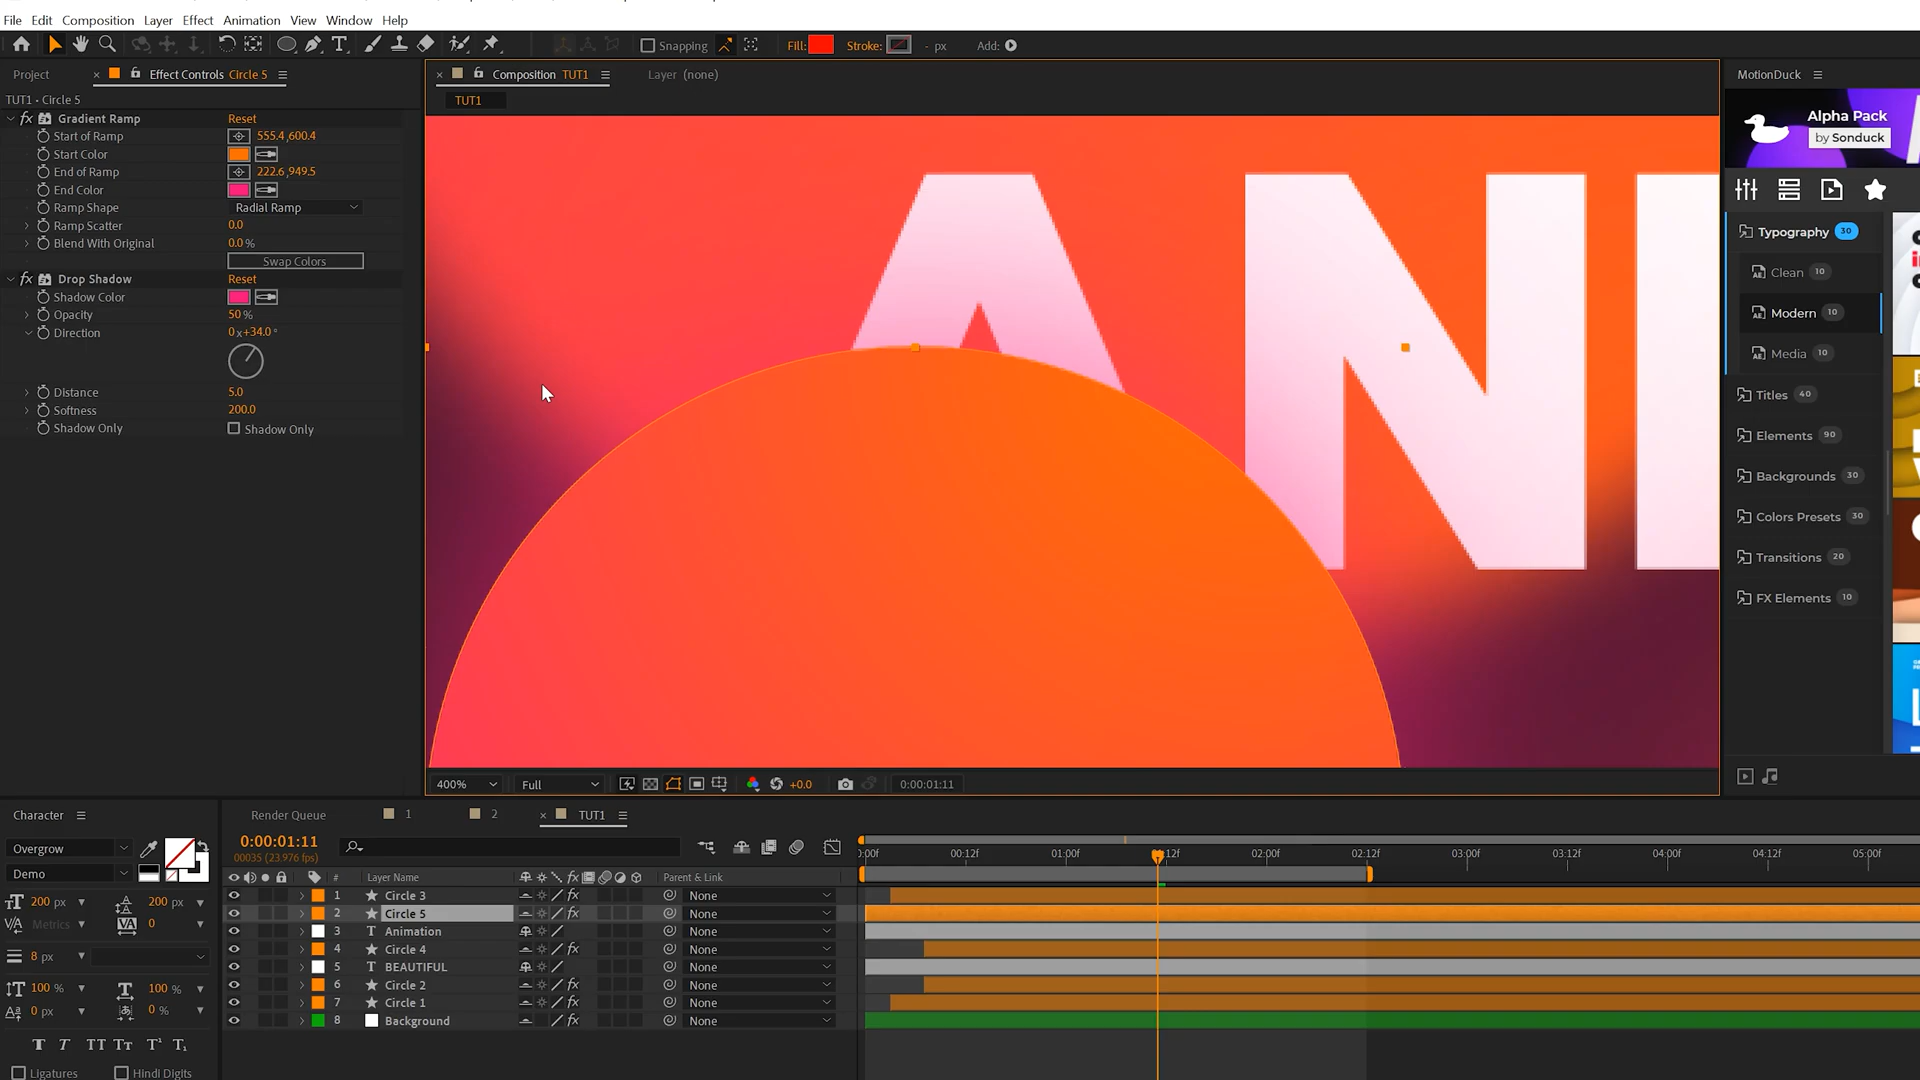 File Edit Composition Layer Effect Animation View Window Help
Snapping Fill: Stroke: - px Add:
Project × Effect Controls Circle 5
TUT1 • Circle 5
fx Gradient Ramp Reset
Start of Ramp 555.4,600.4
Start Color
End of Ramp 222.6,949.5
End Color
Ramp Shape Radial Ramp
Ramp Scatter 0.0
Blend With Original 0.0 %
Swap Colors
fx Drop Shadow Reset
Shadow Color
Opacity 50 %
Direction 0 x+34.0 °
Distance 5.0
Softness 200.0
Shadow Only Shadow Only
× Composition TUT1 Layer (none)
TUT1
ANI
400% Full +0.0 0:00:01:11
MotionDuck
Alpha Pack
by Sonduck
Typography 30
Clean 10
Modern 10
Media 10
Titles 40
Elements 90
Backgrounds 30
Colors Presets 30
Transitions 20
FX Elements 10
Character
Overgrow
Demo
200 px 200 px
Metrics 0
8 px
100 % 100 %
0 px 0 %
T T TT Tт T¹ T₁
Ligatures Hindi Digits
Render Queue 1 2 × TUT1
0:00:01:11
00035 (23.976 fps)
# Layer Name fx Parent & Link
1 Circle 3 fx None
2 Circle 5 fx None
3 T Animation None
4 Circle 4 fx None
5 T BEAUTIFUL None
6 Circle 2 fx None
7 Circle 1 fx None
8 Background fx None
:00f 00:12f 01:00f 12f 02:00f 02:12f 03:00f 03:12f 04:00f 04:12f 05:00f